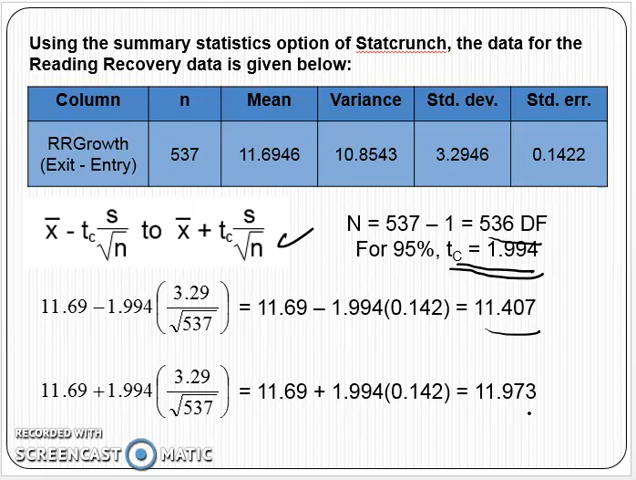 Using the summary statistics option of Statcrunch, the data for the
Reading Recovery data is given below:
Column n Mean Variance Std. dev. Std. err.
RRGrowth
(Exit - Entry) 537 11.6946 10.8543 3.2946 0.1422
x̅ - t_c s/√n to x̅ + t_c s/√n
N = 537 – 1 = 536 DF
For 95%, t_C = 1.994
11.69 − 1.994(3.29/√537) = 11.69 – 1.994(0.142) = 11.407
11.69 + 1.994(3.29/√537) = 11.69 + 1.994(0.142) = 11.973
RECORDED WITH
SCREENCAST MATIC